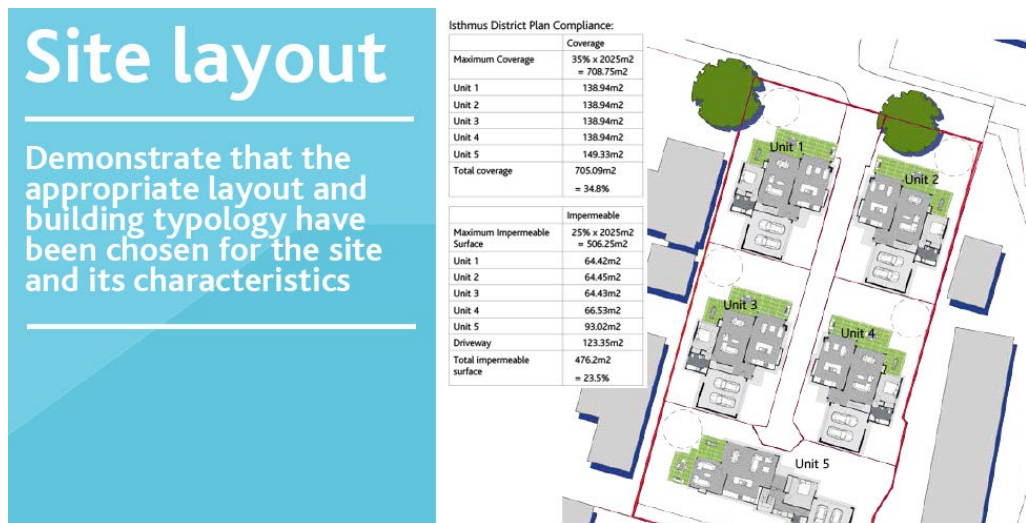 Site layout
Demonstrate that the
appropriate layout and
building typology have
been chosen for the site
and its characteristics
Isthmus District Plan Compliance:
Coverage
Maximum Coverage 35% x 2025m2
= 708.75m2
Unit 1 138.94m2
Unit 2 138.94m2
Unit 3 138.94m2
Unit 4 138.94m2
Unit 5 149.33m2
Total coverage 705.09m2
= 34.8%
Impermeable
Maximum Impermeable 25% x 2025m2
Surface = 506.25m2
Unit 1 64.42m2
Unit 2 64.45m2
Unit 3 64.43m2
Unit 4 66.53m2
Unit 5 93.02m2
Driveway 123.35m2
Total impermeable 476.2m2
surface
= 23.5%
Unit 1
Unit 2
Unit 3
Unit 4
Unit 5